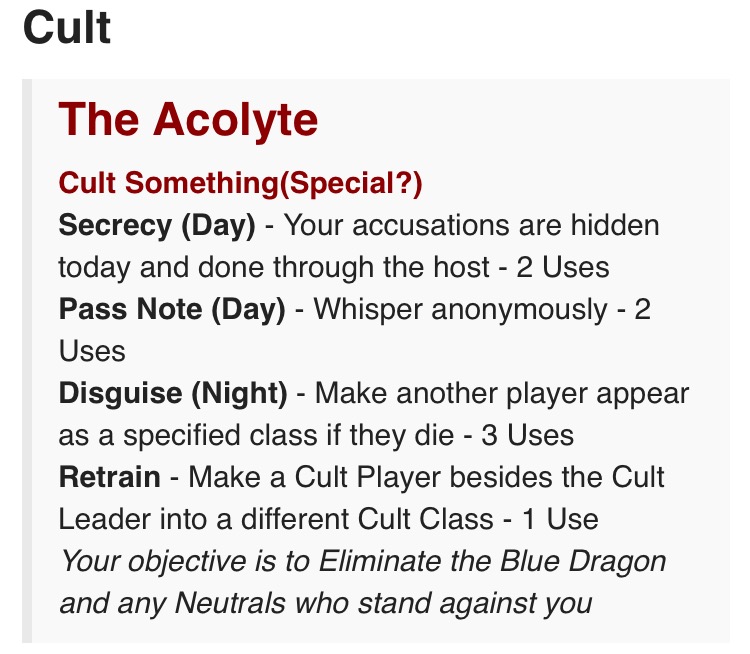 Cult
The Acolyte
Cult Something(Special?)
Secrecy (Day) - Your accusations are hidden
today and done through the host - 2 Uses
Pass Note (Day) - Whisper anonymously - 2
Uses
Disguise (Night) - Make another player appear
as a specified class if they die - 3 Uses
Retrain - Make a Cult Player besides the Cult
Leader into a different Cult Class - 1 Use
Your objective is to Eliminate the Blue Dragon
and any Neutrals who stand against you